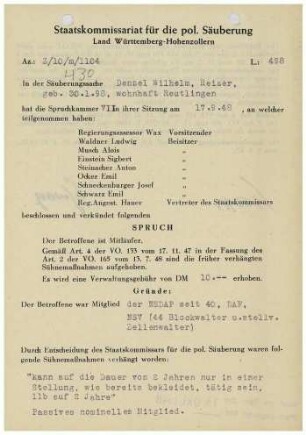 Staatskommissariat für die pol. Säuberung
Land Württemberg-Hohenzollern
Az.: Z/10/m/1104
L.: 438
430
In der Säuberungssache Denzel Wilhelm, Heizer,
geb. 30.1.98, wohnhaft Reutlingen
hat die Spruchkammer VII in ihrer Sitzung am 17.9.48, an welcher
teilgenommen haben:
Regierungsassessor Wax Vorsitzender
Waldner Ludwig Beisitzer
Musch Alois „
Einstein Sigbert „
Steinacher Anton „
Ocker Emil „
Schneckenburger Josef „
Schwarz Emil „
Reg.Angest. Hauer Vertreter des Staatskommissars
beschlossen und verkündet folgenden
SPRUCH
Der Betroffene ist Mitläufer.
Gemäß Art. 4 der VO. 133 vom 17. 11. 47 in der Fassung des
Art. 2 der VO. 165 vom 13. 7. 48 sind die früher verhängten
Sühnemaßnahmen aufgehoben.
Es wird eine Verwaltungsgebühr von DM 10.-- erhoben.
Gründe:
Der Betroffene war Mitglied der NSDAP seit 40, DAF,
NSV (44 Blockwalter u.stellv.
Zellenwalter)
Durch Entscheidung des Staatskommissars für die pol. Säuberung waren folgende Sühnemaßnahmen verhängt worden:
"Kann auf die Dauer von 2 Jahren nur in einer
Stellung, wie bereits bekleidet, tätig sein,
llb auf 2 Jahre"
Passives nominelles Mitglied.